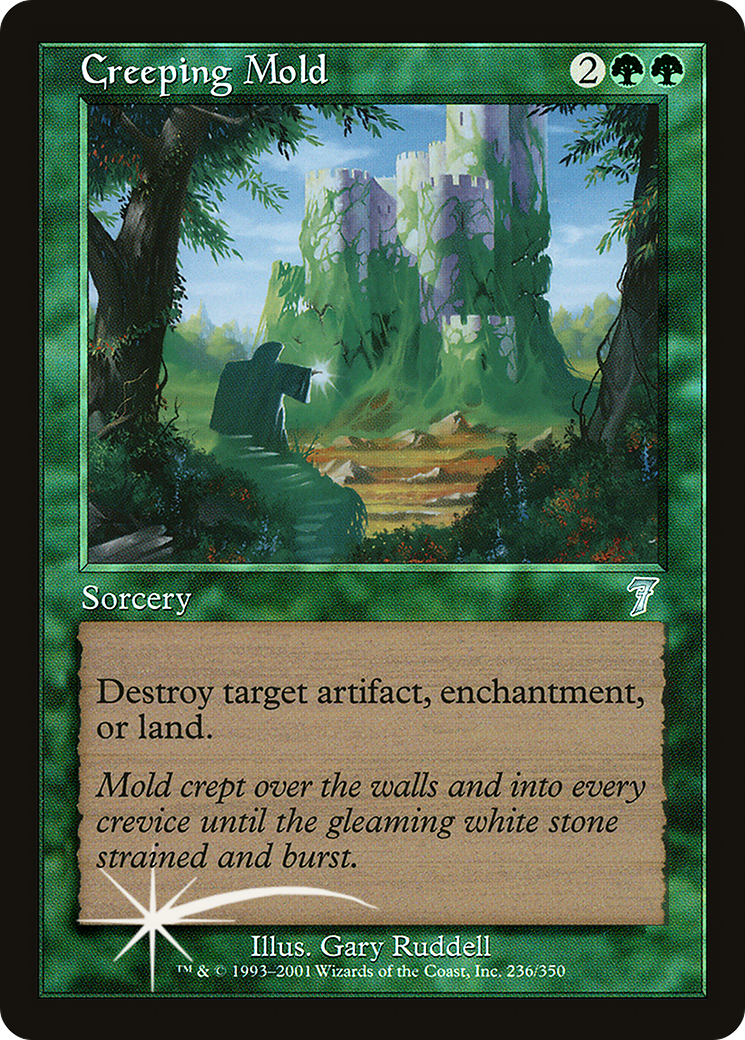 Creeping Mold 2
Sorcery 7
Destroy target artifact, enchantment,
or land.
Mold crept over the walls and into every
crevice until the gleaming white stone
strained and burst.
Illus. Gary Ruddell
™ & © 1993–2001 Wizards of the Coast, Inc. 236/350